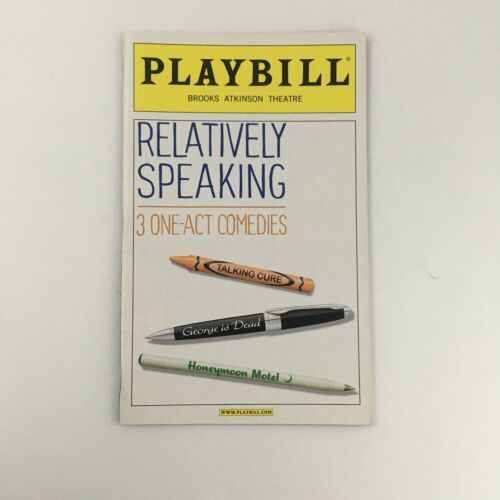 PLAYBILL®
BROOKS ATKINSON THEATRE
RELATIVELY
SPEAKING
3 ONE-ACT COMEDIES
TALKING CURE
George is Dead
Honeymoon Motel
WWW.PLAYBILL.COM